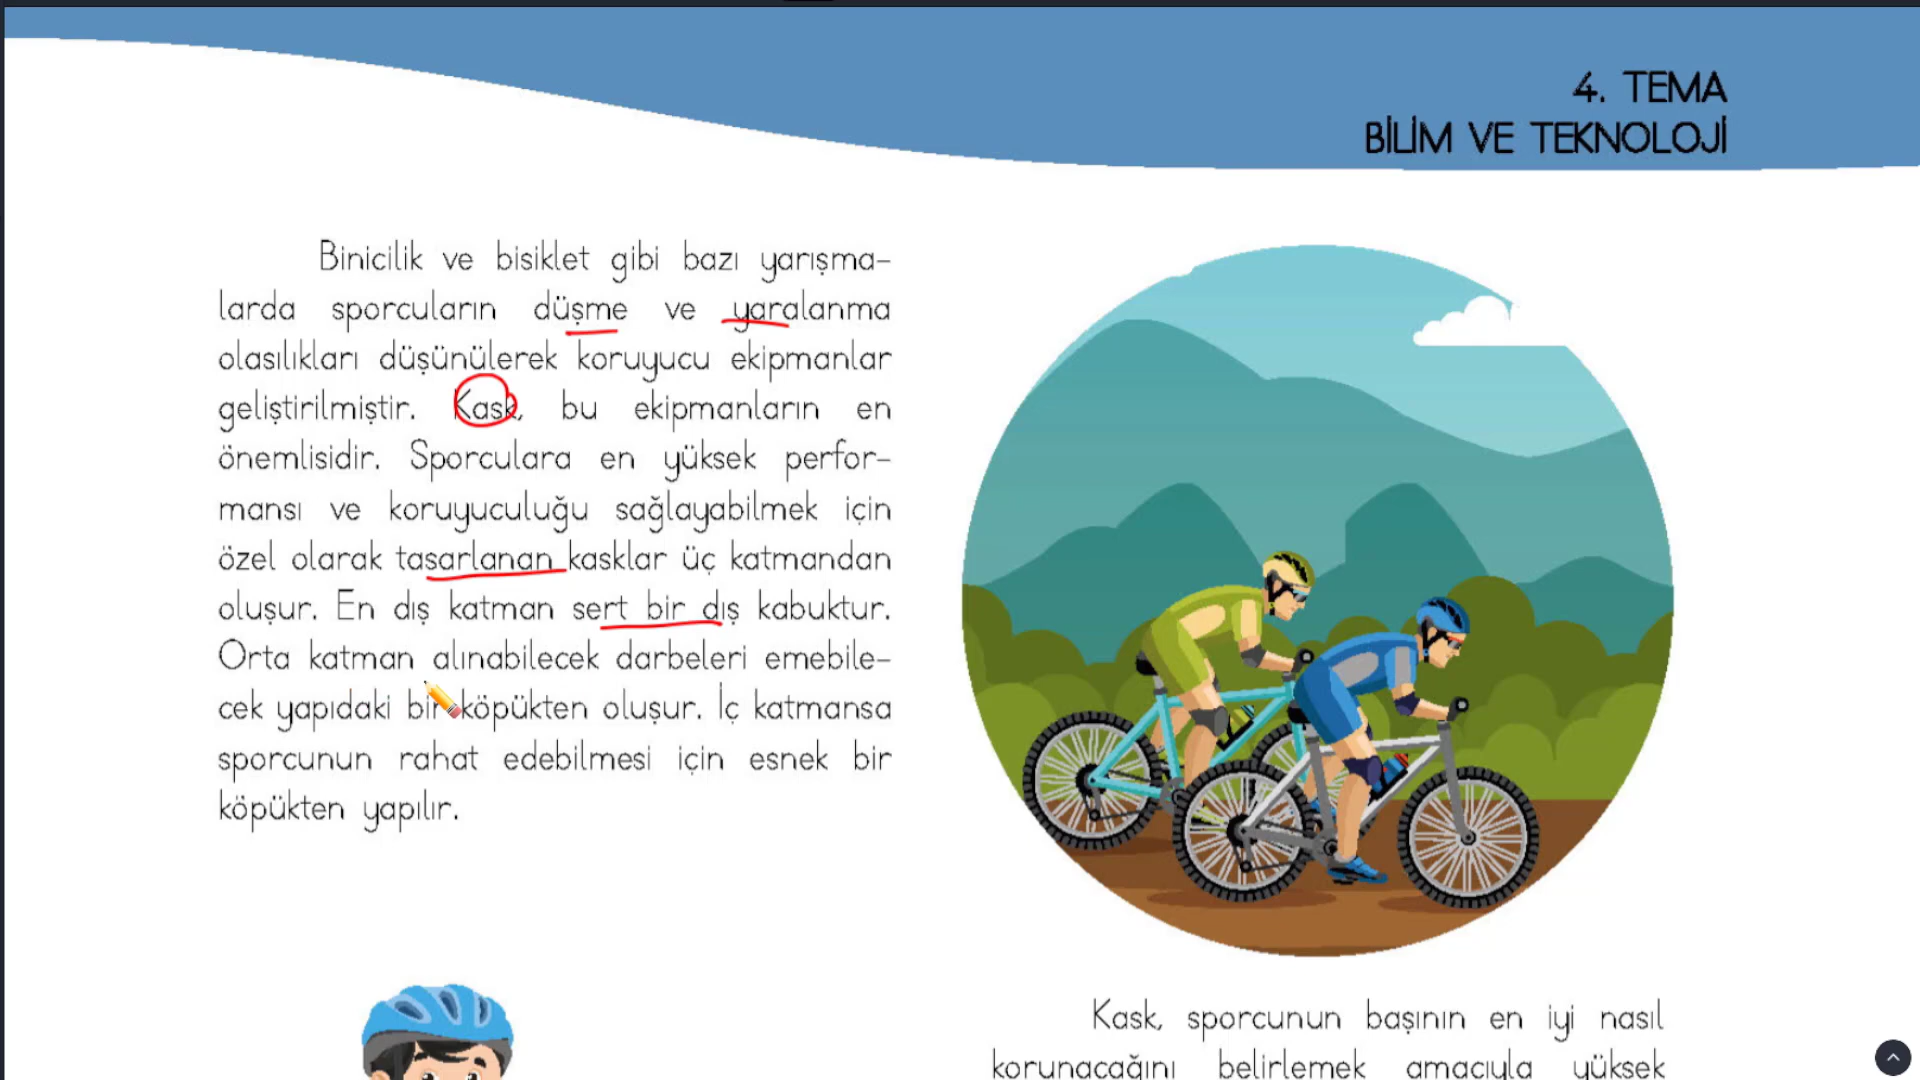 4. TEMA
BİLİM VE TEKNOLOJİ
Binicilik ve bisiklet gibi bazı yarışma-
larda sporcuların düşme ve yaralanma
olasılıkları düşünülerek koruyucu ekipmanlar
geliştirilmiştir. Kask, bu ekipmanların en
önemlisidir. Sporculara en yüksek perfor-
mansı ve koruyuculuğu sağlayabilmek için
özel olarak tasarlanan kasklar üç katmandan
oluşur. En dış katman sert bir dış kabuktur.
Orta katman alınabilecek darbeleri emebile-
cek yapıdaki bir köpükten oluşur. İç katmansa
sporcunun rahat edebilmesi için esnek bir
köpükten yapılır.
Kask, sporcunun başının en iyi nasıl
korunacağını belirlemek amacıyla yüksek